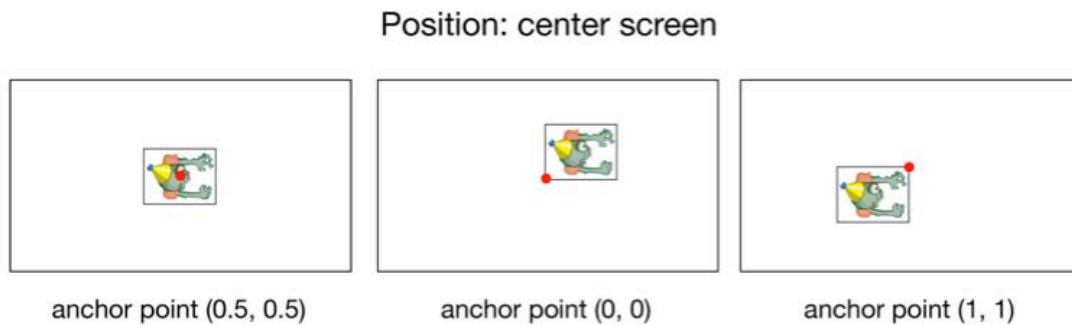 Position: center screen
anchor point (0.5, 0.5)
anchor point (0, 0)
anchor point (1, 1)